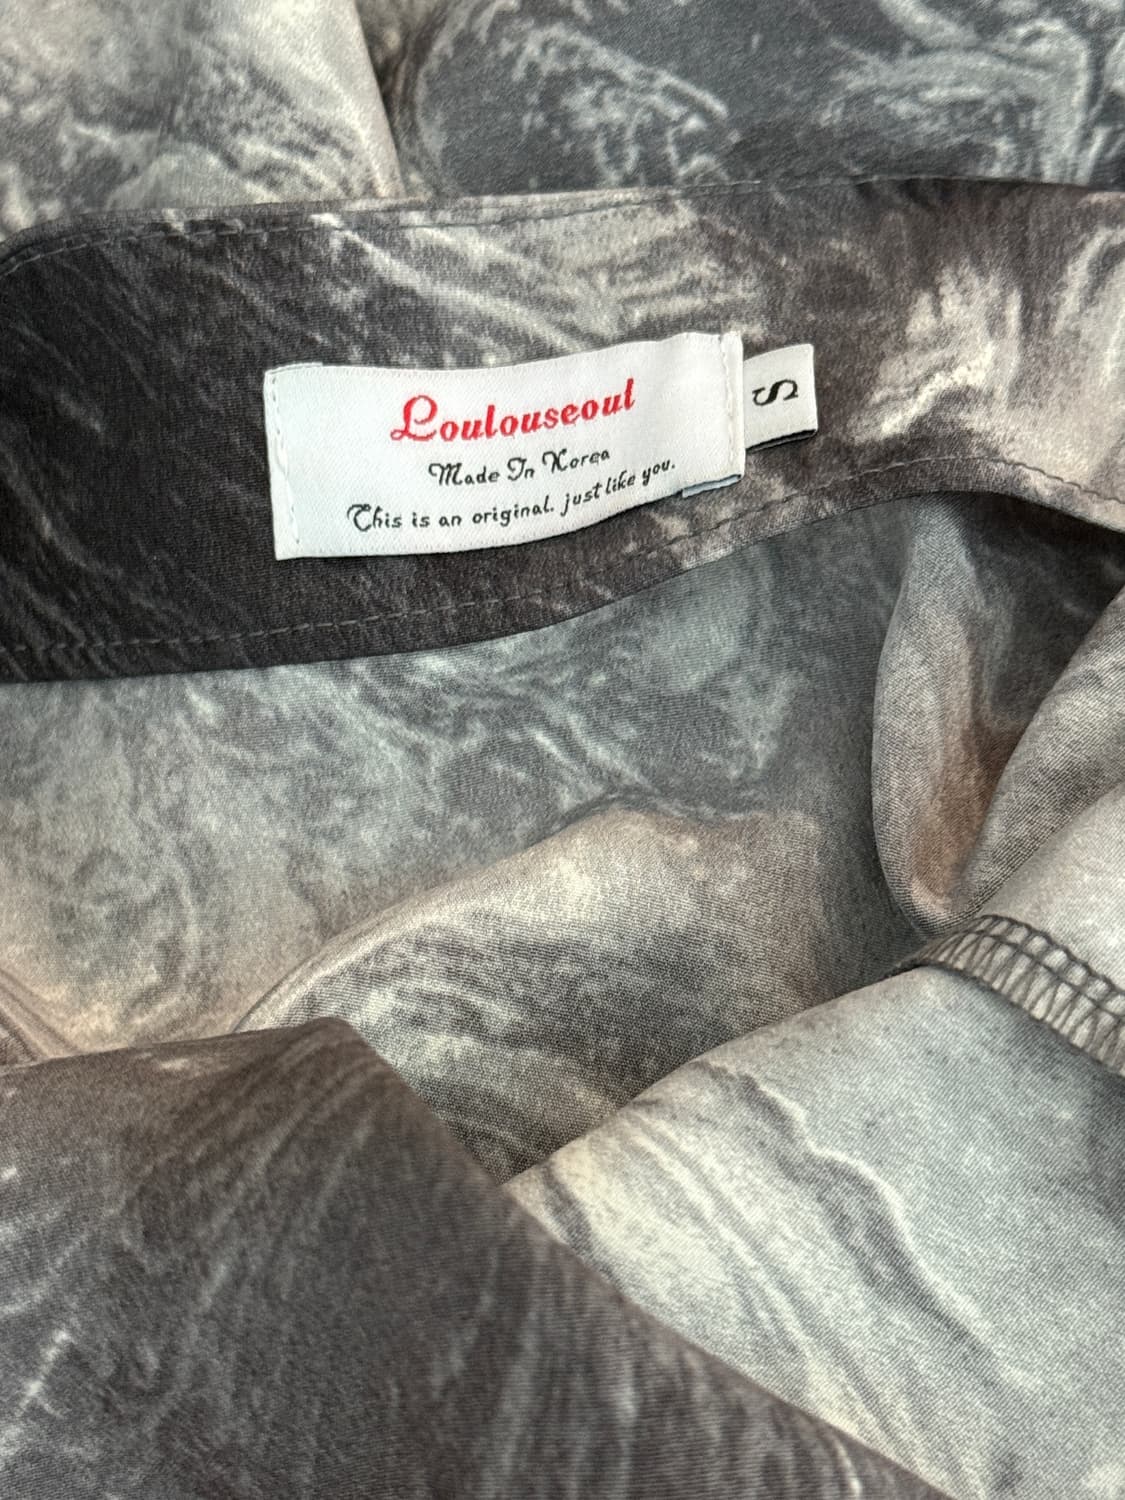 Loulouseoul
Made In Korea
This is an original. just like you.
S